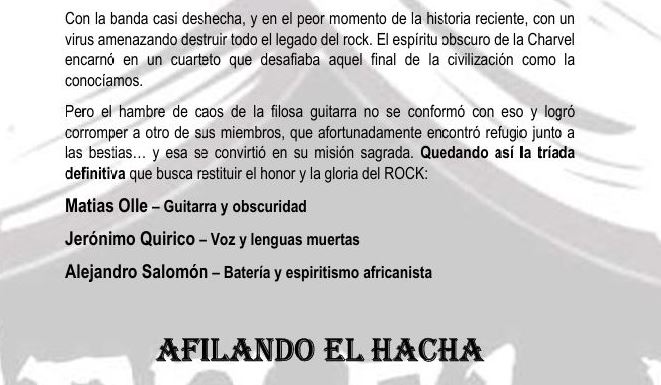 Con la banda casi deshecha, y en el peor momento de la historia reciente, con un
virus amenazando destruir todo el legado del rock. El espíritu obscuro de la Charvel
encarnó en un cuarteto que desafiaba aquel final de la civilización como la
conocíamos.
Pero el hambre de caos de la filosa guitarra no se conformó con eso y logró
corromper a otro de sus miembros, que afortunadamente encontró refugio junto a
las bestias… y esa se convirtió en su misión sagrada. Quedando así la tríada
definitiva que busca restituir el honor y la gloria del ROCK:
Matias Olle – Guitarra y obscuridad
Jerónimo Quirico – Voz y lenguas muertas
Alejandro Salomón – Batería y espiritismo africanista
AFILANDO EL HACHA